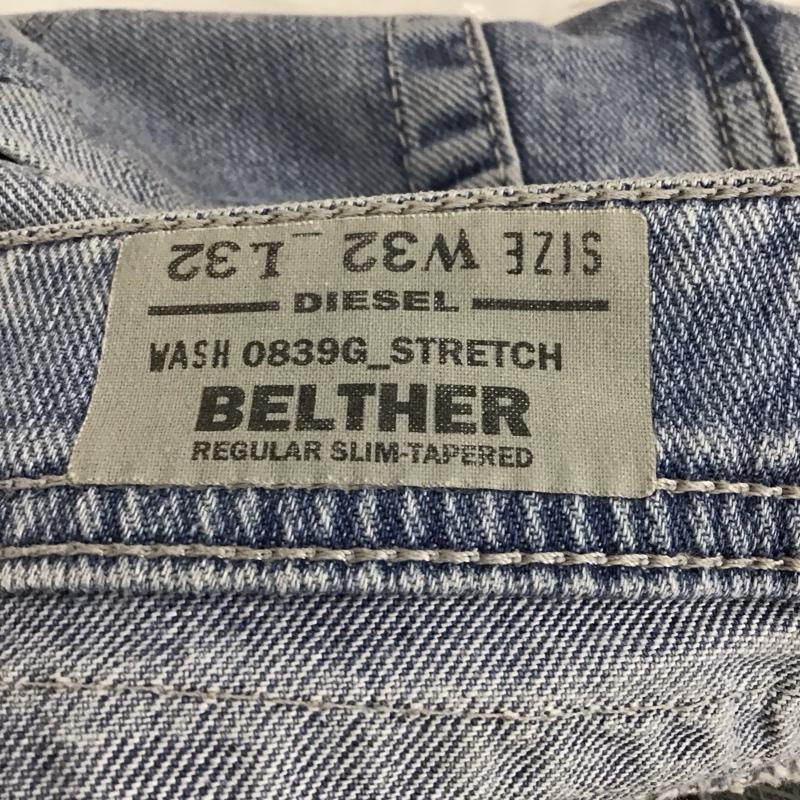 SIZE W32_L32
DIESEL
WASH 0839G_STRETCH
BELTHER
REGULAR SLIM-TAPERED